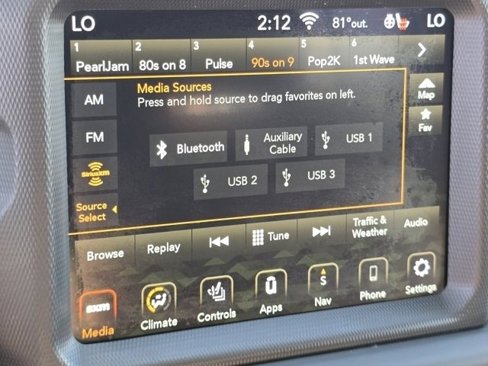 LO 2:12 81°out. LO
1 2 3 4 5 6
PearlJam 80s on 8 Pulse 90s on 9 Pop2K 1st Wave
Media Sources
Press and hold source to drag favorites on left.
AM
FM
siriusxm
Source
Select
Map
Fav
Bluetooth
Auxiliary
Cable
USB 1
USB 2
USB 3
Browse Replay Tune
Traffic &
Weather
Audio
sxm
Media
Climate
Controls
Apps
S
Nav
Phone
Settings